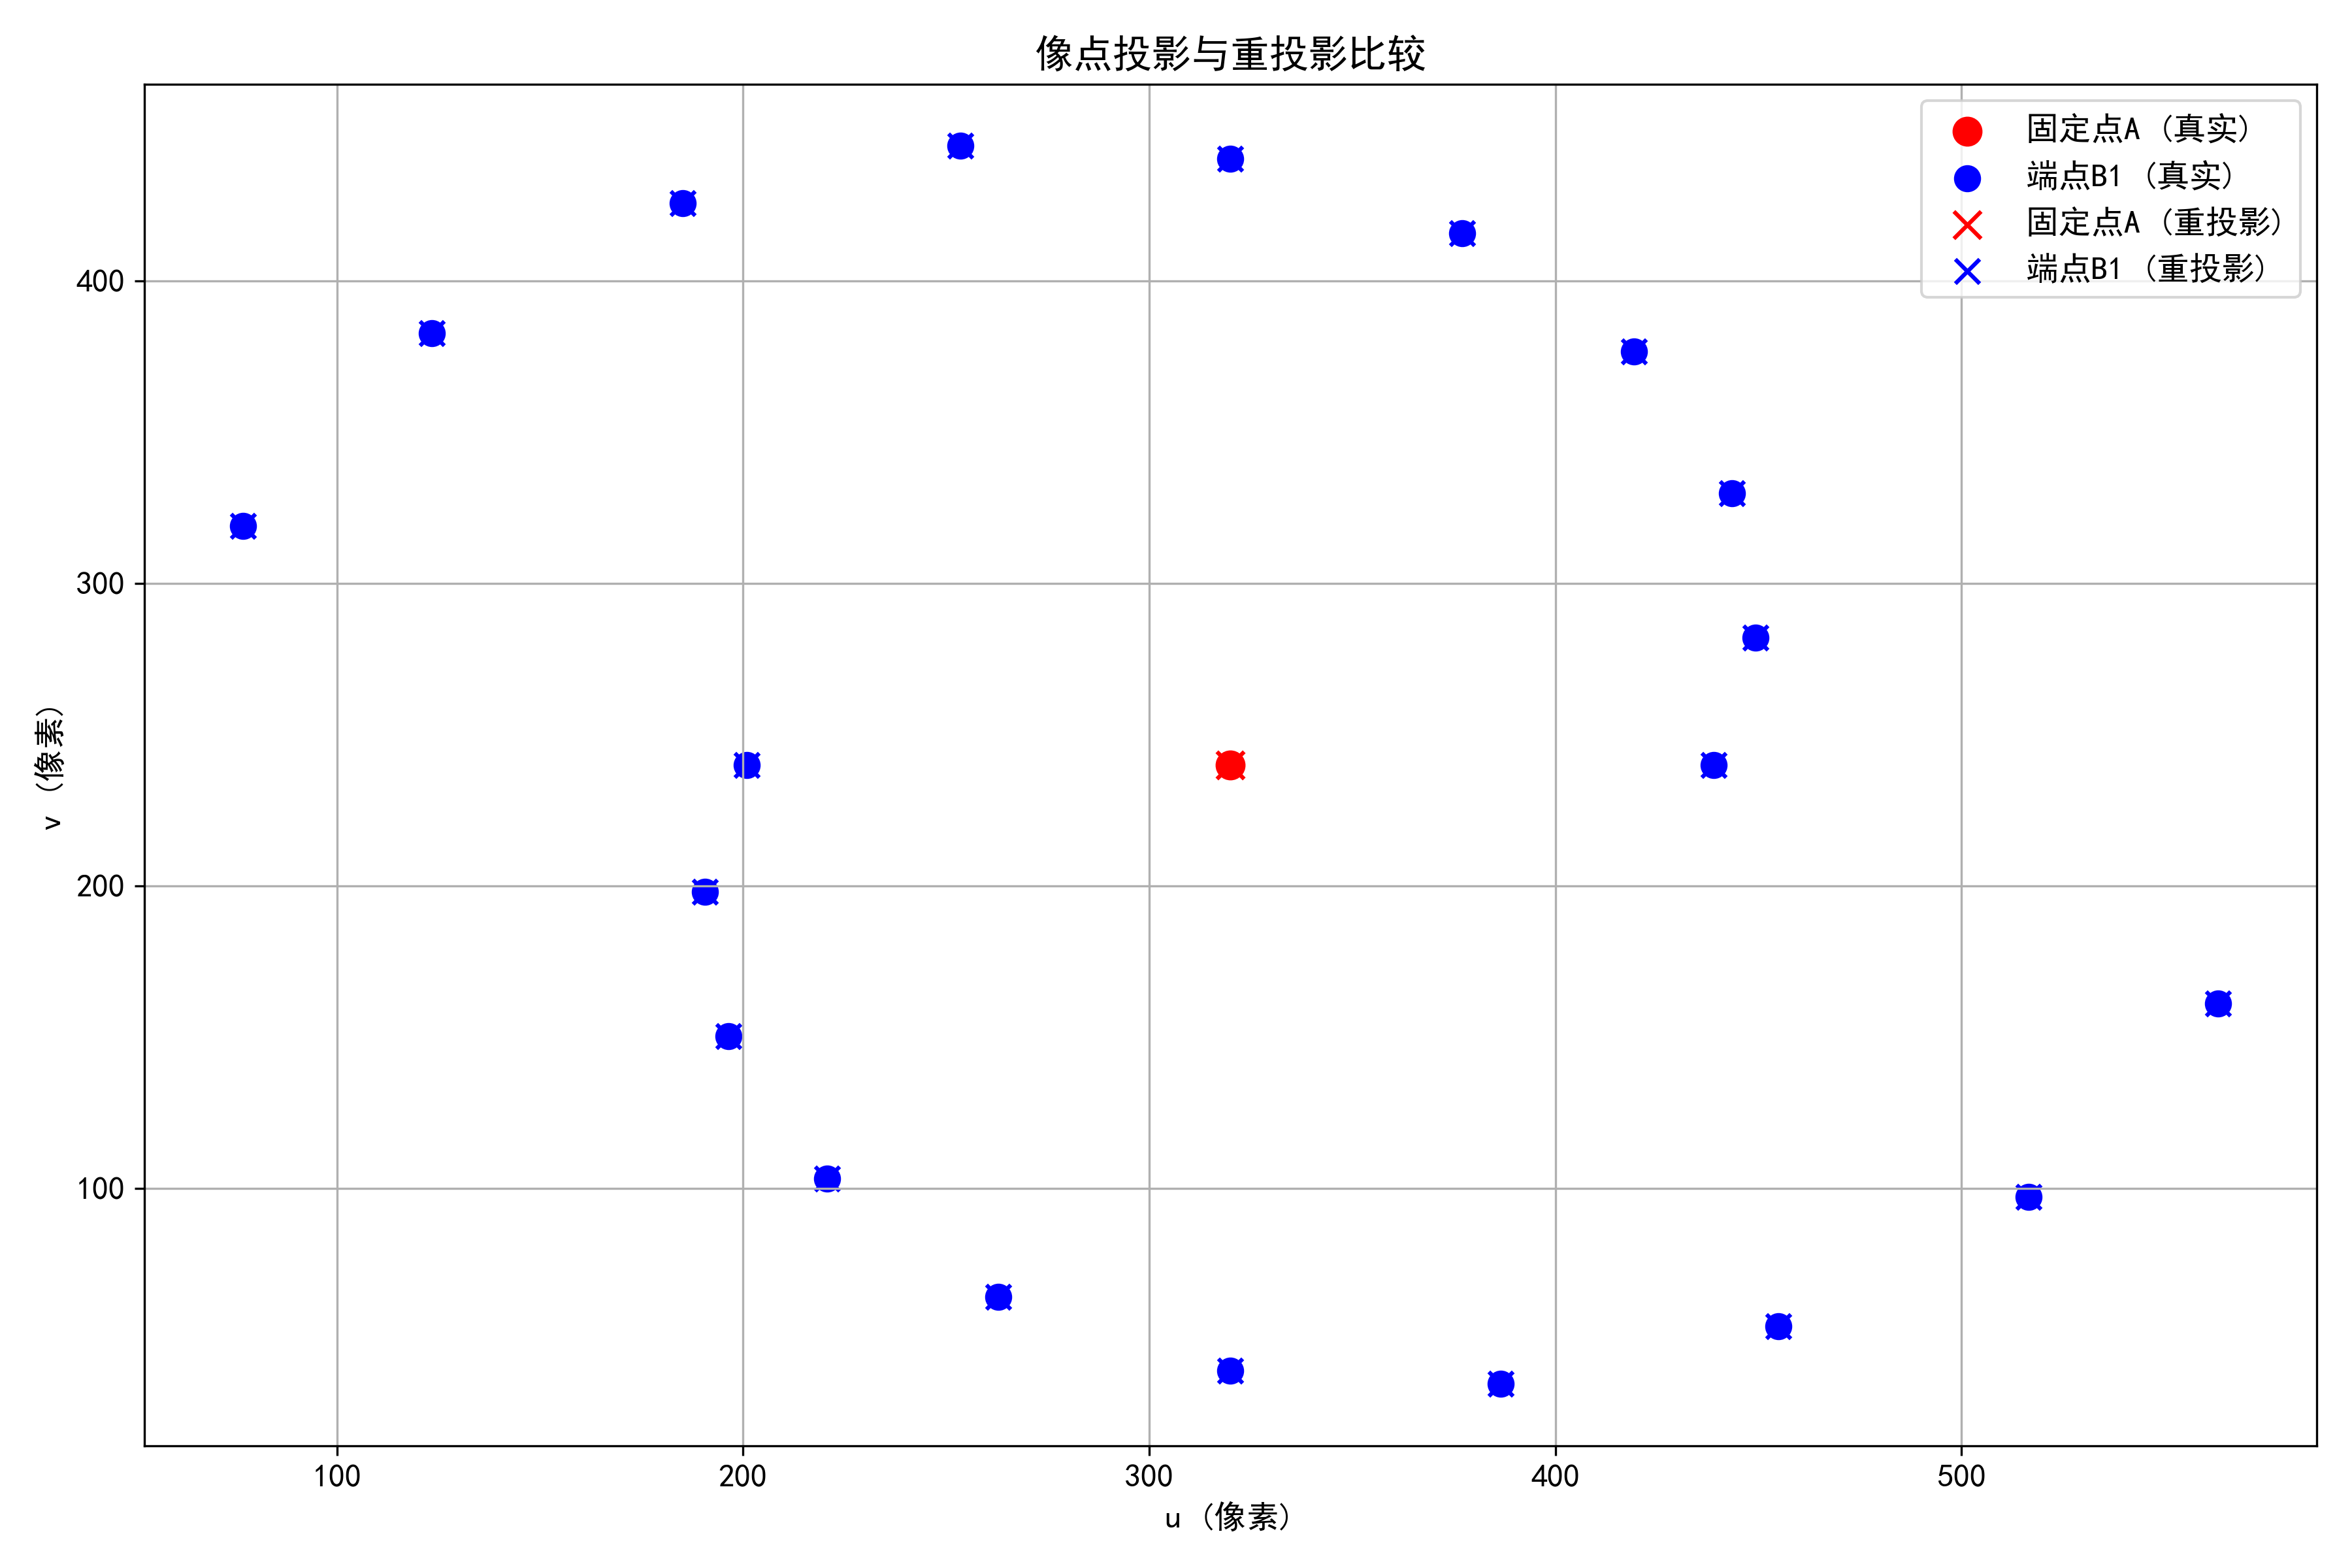 像点投影与重投影比较
固定点A (真实)
端点B1 (真实)
固定点A (重投影)
端点B1 (重投影)
400
300
200
100
v (像素)
100
200
300
400
500
u (像素)